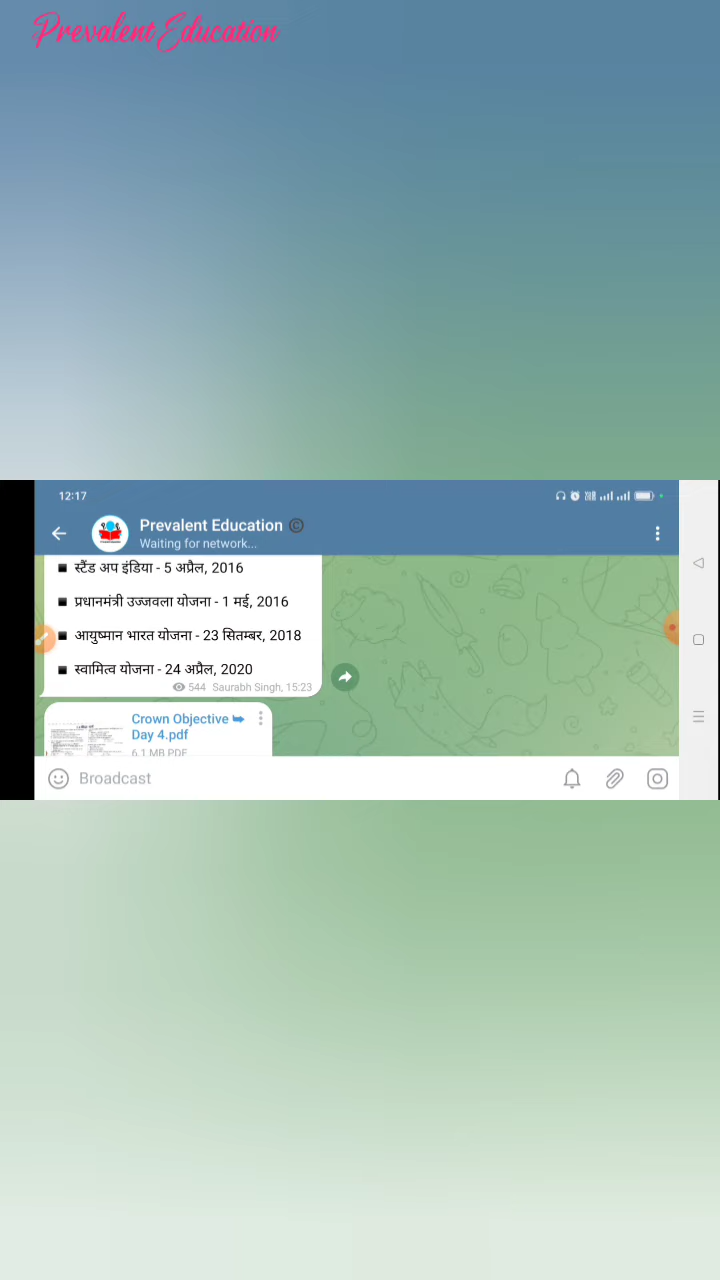 Prevalent Education
12:17
Prevalent Education ©
Waiting for network...
▪ स्टैंड अप इंडिया - 5 अप्रैल, 2016
▪ प्रधानमंत्री उज्जवला योजना - 1 मई, 2016
▪ आयुष्मान भारत योजना - 23 सितम्बर, 2018
▪ स्वामित्व योजना - 24 अप्रैल, 2020
544 Saurabh Singh, 15:23
Crown Objective
Day 4.pdf
6.1 MB PDF
Broadcast